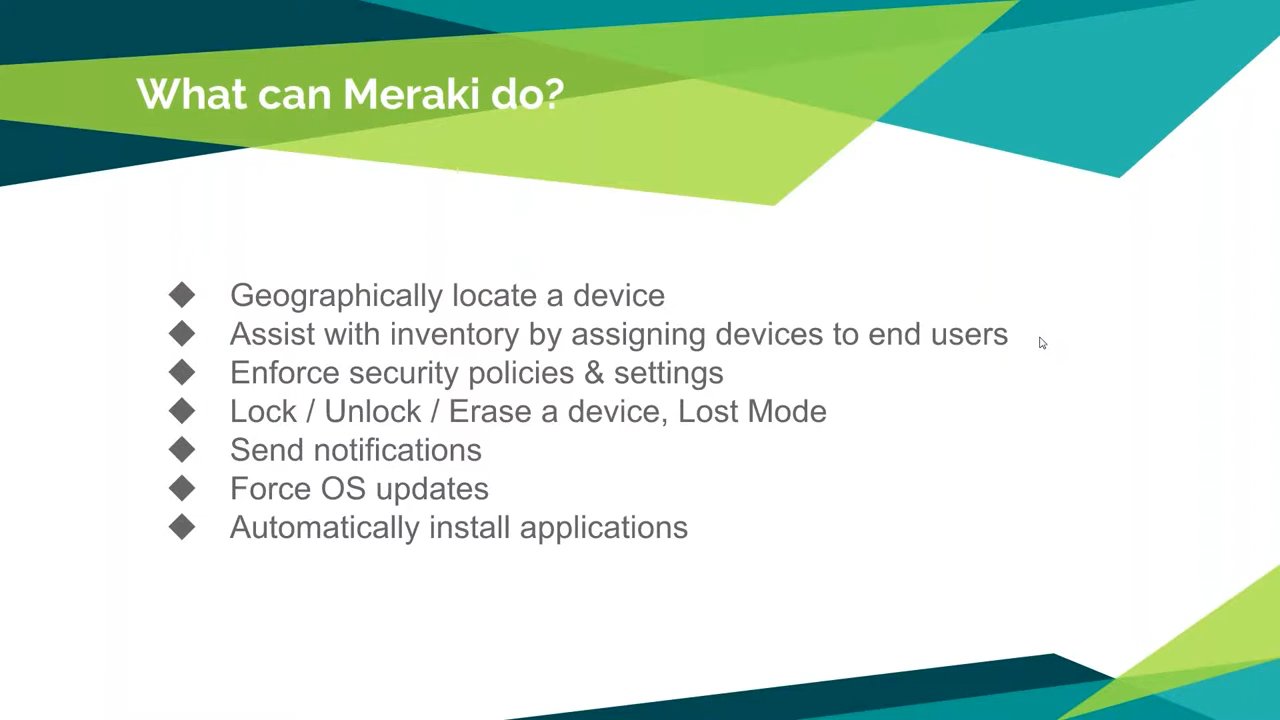 What can Meraki do?
Geographically locate a device
Assist with inventory by assigning devices to end users
Enforce security policies & settings
Lock / Unlock / Erase a device, Lost Mode
Send notifications
Force OS updates
Automatically install applications